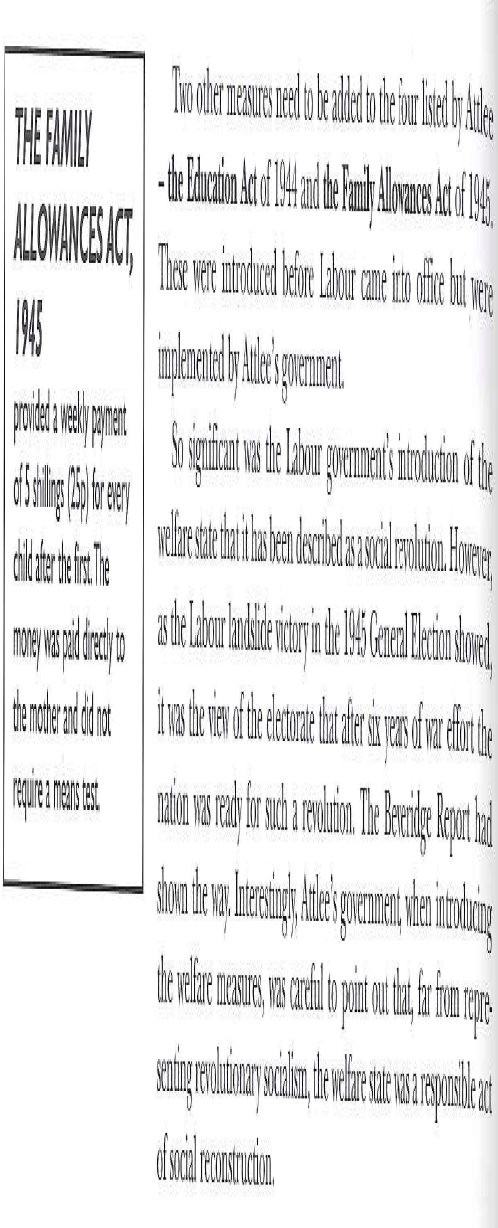 THE FAMILY
ALLOWANCES ACT,
1945
provided a weekly payment
of 5 shillings (25p) for every
child after the first. The
money was paid directly to
the mother and did not
require a means test.
Two other measures need to be added to the four listed by Attlee
– the Education Act of 1944 and the Family Allowances Act of 1945.
These were introduced before Labour came into office but were
implemented by Attlee's government.
So significant was the Labour government's introduction of the
welfare state that it has been described as a social revolution. However,
as the Labour landslide victory in the 1945 General Election showed,
it was the view of the electorate that after six years of war effort the
nation was ready for such a revolution. The Beveridge Report had
shown the way. Interestingly, Attlee's government, when introducing
the welfare measures, was careful to point out that, far from repre-
senting revolutionary socialism, the welfare state was a responsible act
of social reconstruction.